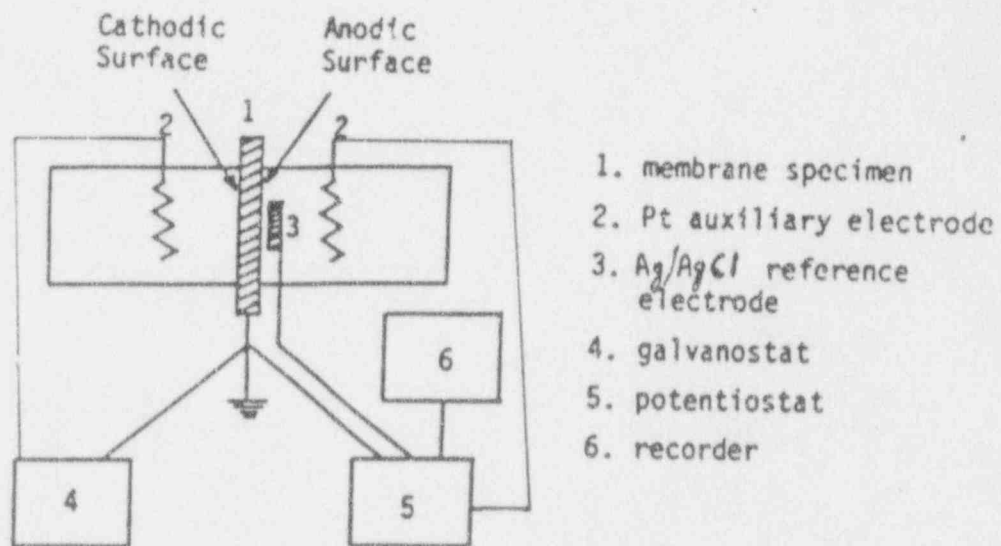 Cathodic
Surface
Anodic
Surface
1
2
2
3
6
4
5
1. membrane specimen
2. Pt auxiliary electrode
3. Ag/AgCl reference
electrode
4. galvanostat
5. potentiostat
6. recorder